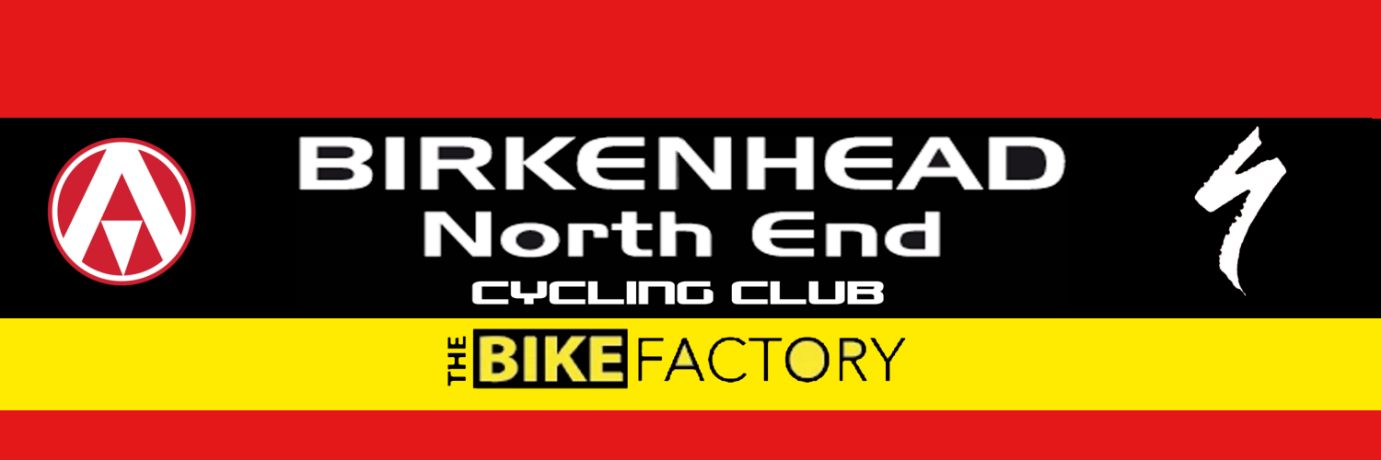 BIRKENHEAD
North End
CYCLING CLUB
THE BIKE FACTORY